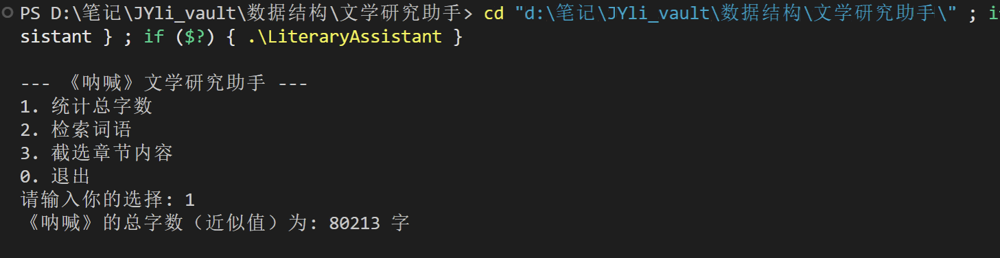 PS D:\笔记\JYli_vault\数据结构\文学研究助手> cd "d:\笔记\JYli_vault\数据结构\文学研究助手\" ; i
sistant } ; if ($?) { .\LiteraryAssistant }
--- 《呐喊》文学研究助手 ---
1. 统计总字数
2. 检索词语
3. 截选章节内容
0. 退出
请输入你的选择: 1
《呐喊》的总字数（近似值）为: 80213 字